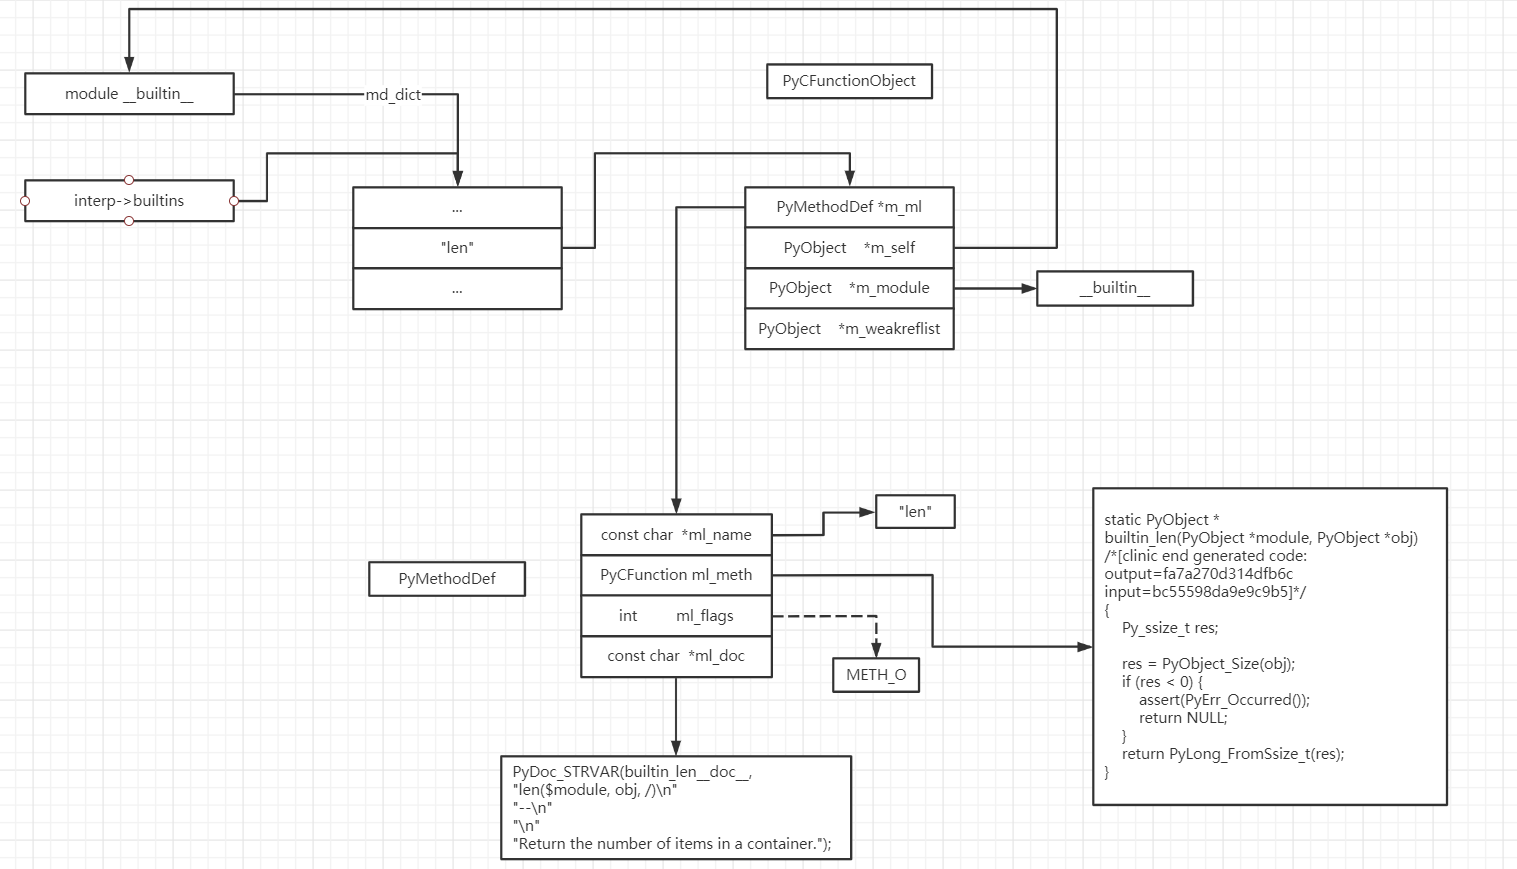 module __builtin__
md_dict
PyCFunctionObject
interp->builtins
...
"len"
...
PyMethodDef *m_ml
PyObject *m_self
PyObject *m_module
PyObject *m_weakreflist
__builtin__
const char *ml_name
PyCFunction ml_meth
int ml_flags
const char *ml_doc
"len"
PyMethodDef
METH_O
static PyObject *
builtin_len(PyObject *module, PyObject *obj)
/*[clinic end generated code:
output=fa7a270d314dfb6c
input=bc55598da9e9c9b5]*/
{
Py_ssize_t res;
res = PyObject_Size(obj);
if (res < 0) {
assert(PyErr_Occurred());
return NULL;
}
return PyLong_FromSsize_t(res);
}
PyDoc_STRVAR(builtin_len__doc__,
"len($module, obj, /)\n"
"--\n"
"\n"
"Return the number of items in a container.");